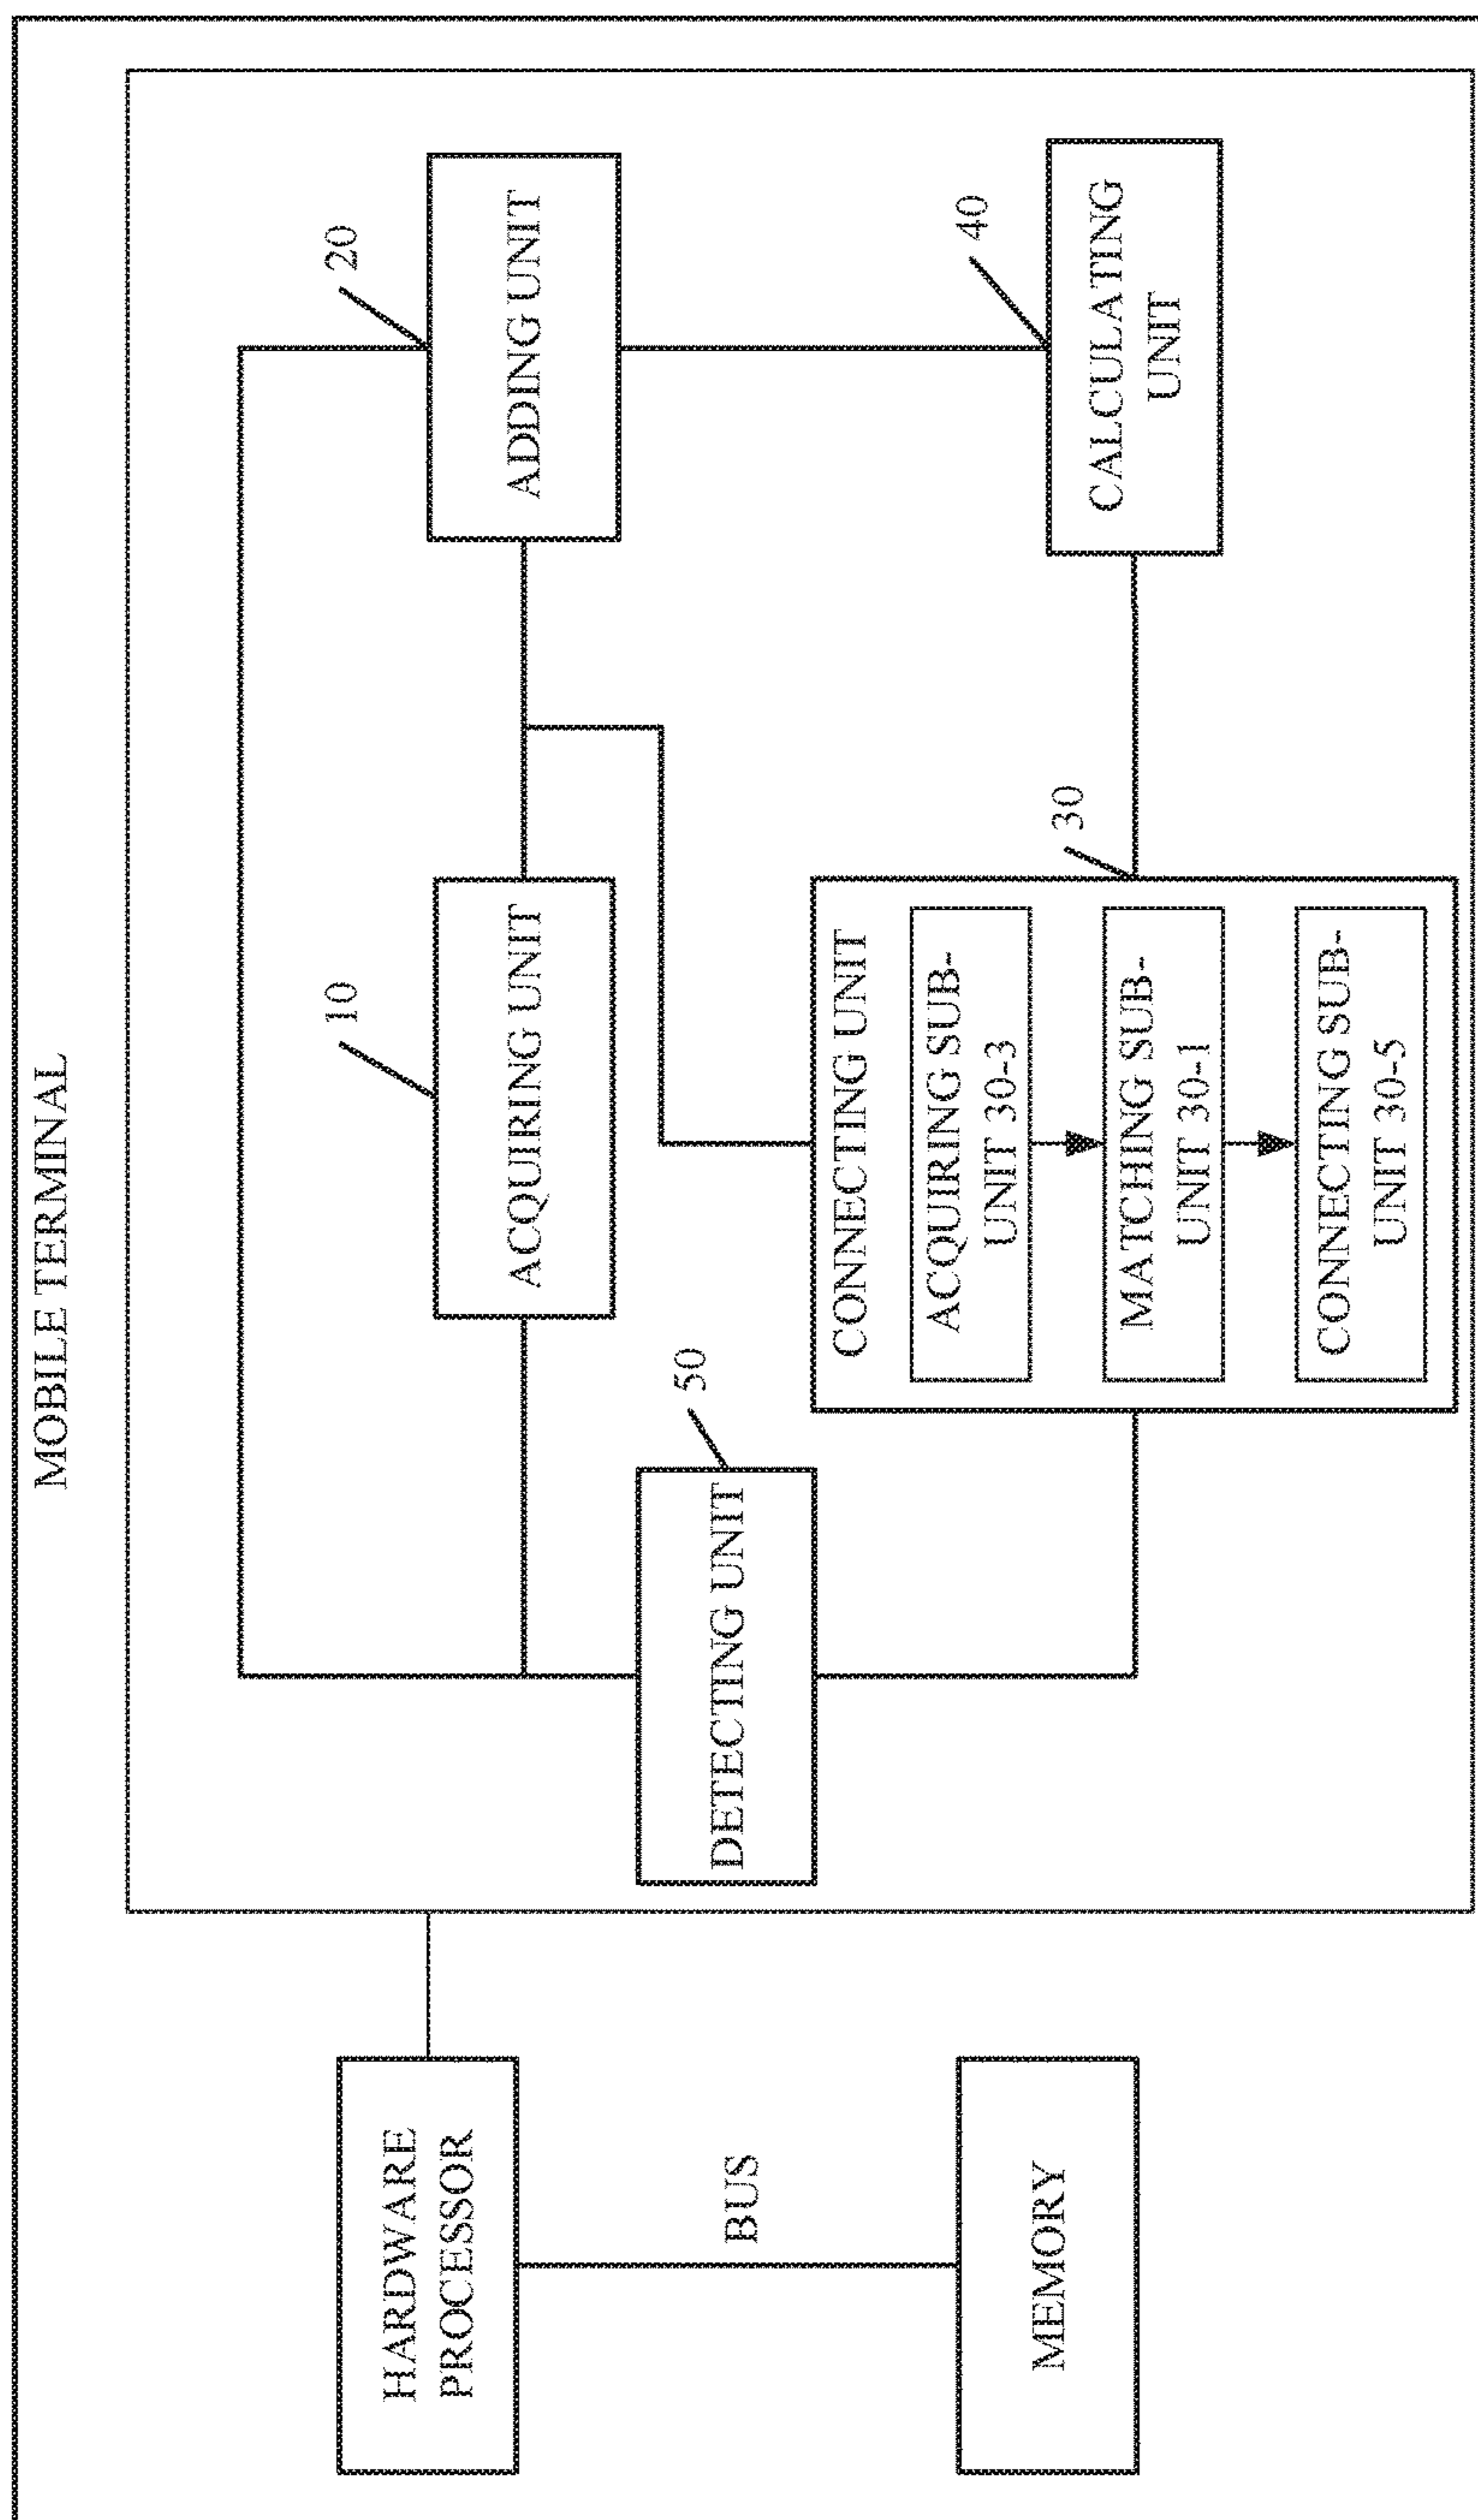 MOBILE TERMINAL
HARDWARE
PROCESSOR
BUS
MEMORY
10
ACQUIRING UNIT
20
ADDING UNIT
50
DETECTING UNIT
30
CONNECTING UNIT
ACQUIRING SUB-
UNIT 30-3
MATCHING SUB-
UNIT 30-1
CONNECTING SUB-
UNIT 30-5
40
CALCULATING
UNIT